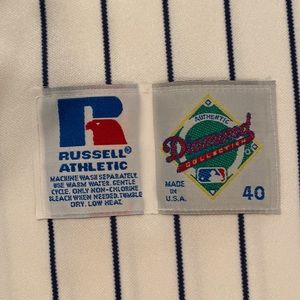 RUSSELL®
ATHLETIC
MACHINE WASH SEPARATELY.
USE WARM WATER, GENTLE
CYCLE. ONLY NON-CHLORINE
BLEACH WHEN NEEDED. TUMBLE
DRY. LOW HEAT.
AUTHENTIC
Diamond
COLLECTION
MADE
IN
U.S.A.
40